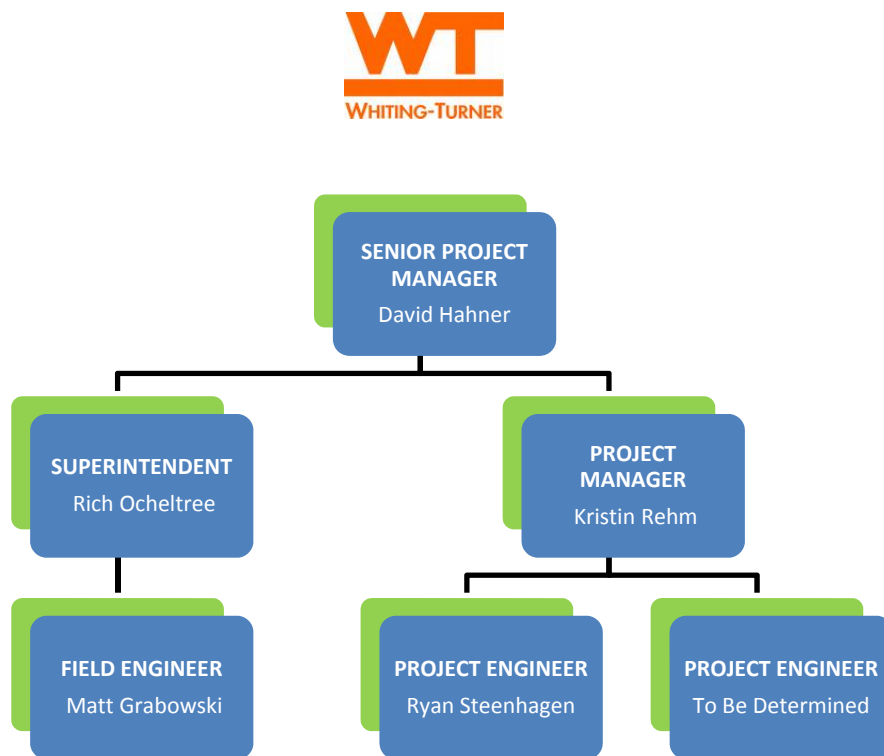 WT
WHITING-TURNER
SENIOR PROJECT
MANAGER
David Hahner
SUPERINTENDENT
Rich Ocheltree
PROJECT
MANAGER
Kristin Rehm
FIELD ENGINEER
Matt Grabowski
PROJECT ENGINEER
Ryan Steenhagen
PROJECT ENGINEER
To Be Determined